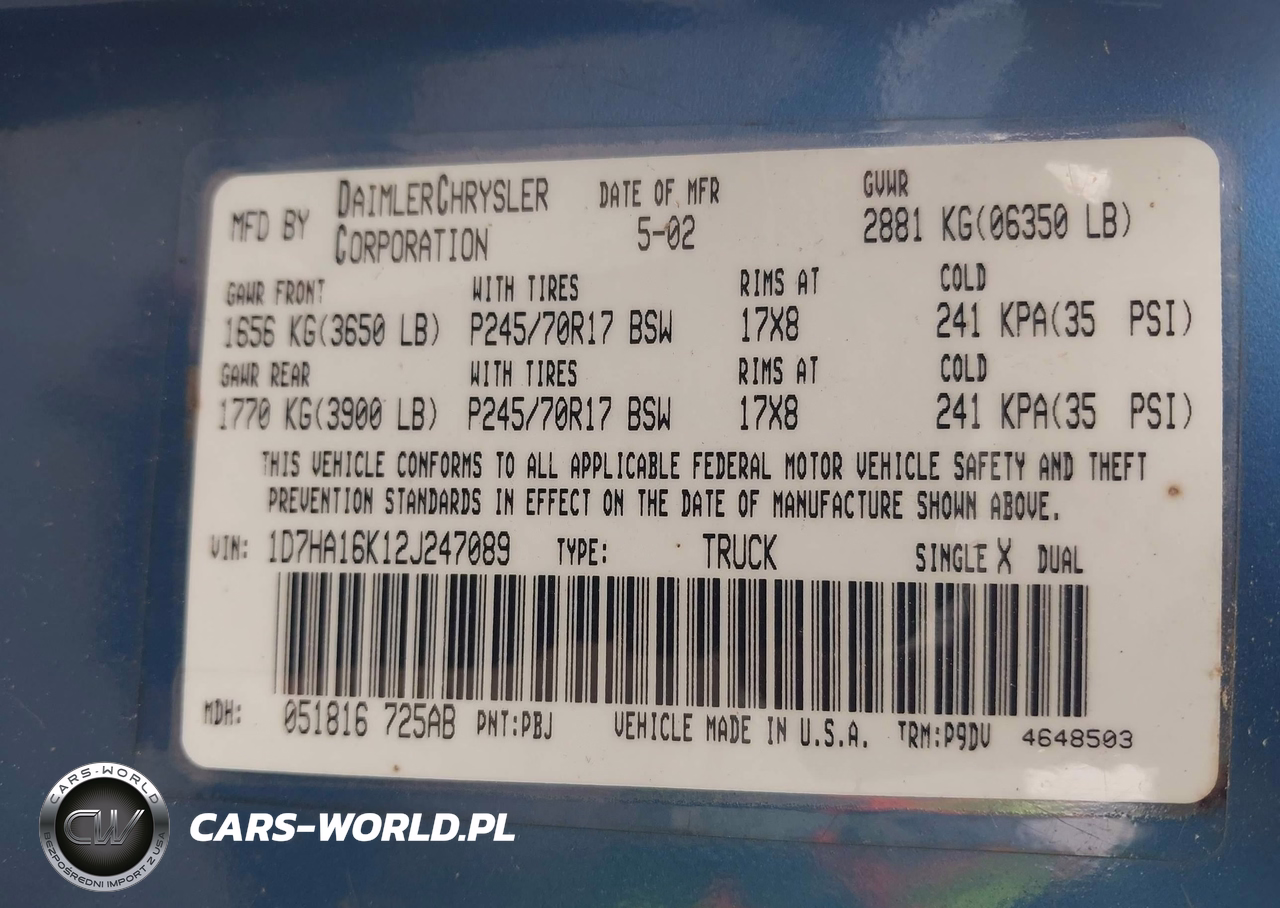 MFD BY DAIMLERCHRYSLER CORPORATION DATE OF MFR 5-02 GVWR 2881 KG(06350 LB)
GAWR FRONT WITH TIRES RIMS AT COLD
1656 KG(3650 LB) P245/70R17 BSW 17X8 241 KPA(35 PSI)
GAWR REAR WITH TIRES RIMS AT COLD
1770 KG(3900 LB) P245/70R17 BSW 17X8 241 KPA(35 PSI)
THIS VEHICLE CONFORMS TO ALL APPLICABLE FEDERAL MOTOR VEHICLE SAFETY AND THEFT
PREVENTION STANDARDS IN EFFECT ON THE DATE OF MANUFACTURE SHOWN ABOVE.
VIN: 1D7HA16K12J247089 TYPE: TRUCK SINGLE X DUAL
MDH: 051816 725AB PNT:PBJ VEHICLE MADE IN U.S.A. TRM:P9DV 4648503
CARS-WORLD
CW
BEZPOŚREDNI IMPORT Z USA
CARS-WORLD.PL